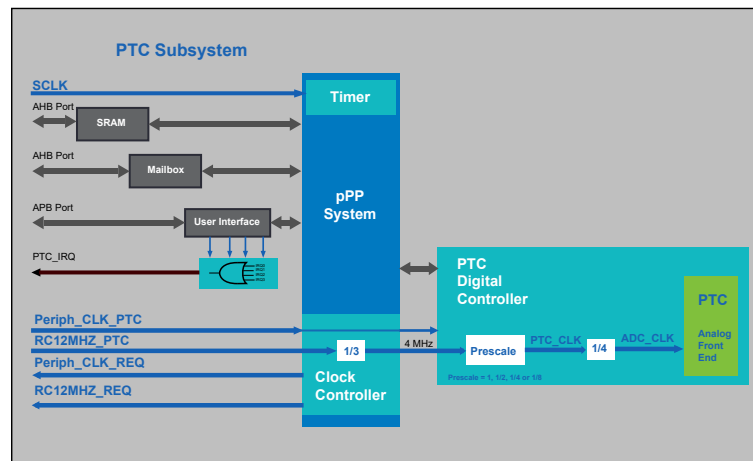 PTC Subsystem
SCLK
Timer
AHB Port
SRAM
AHB Port
Mailbox
pPP
System
APB Port
User Interface
PTC_IRQ
PTC
Digital
Controller
PTC
Analog
Front
End
Periph_CLK_PTC
RC12MHZ_PTC
1/3
4 MHz
Prescale
PTC_CLK
1/4
ADC_CLK
Periph_CLK_REQ
Clock
Controller
Prescale = 1, 1/2, 1/4 or 1/8
RC12MHZ_REQ